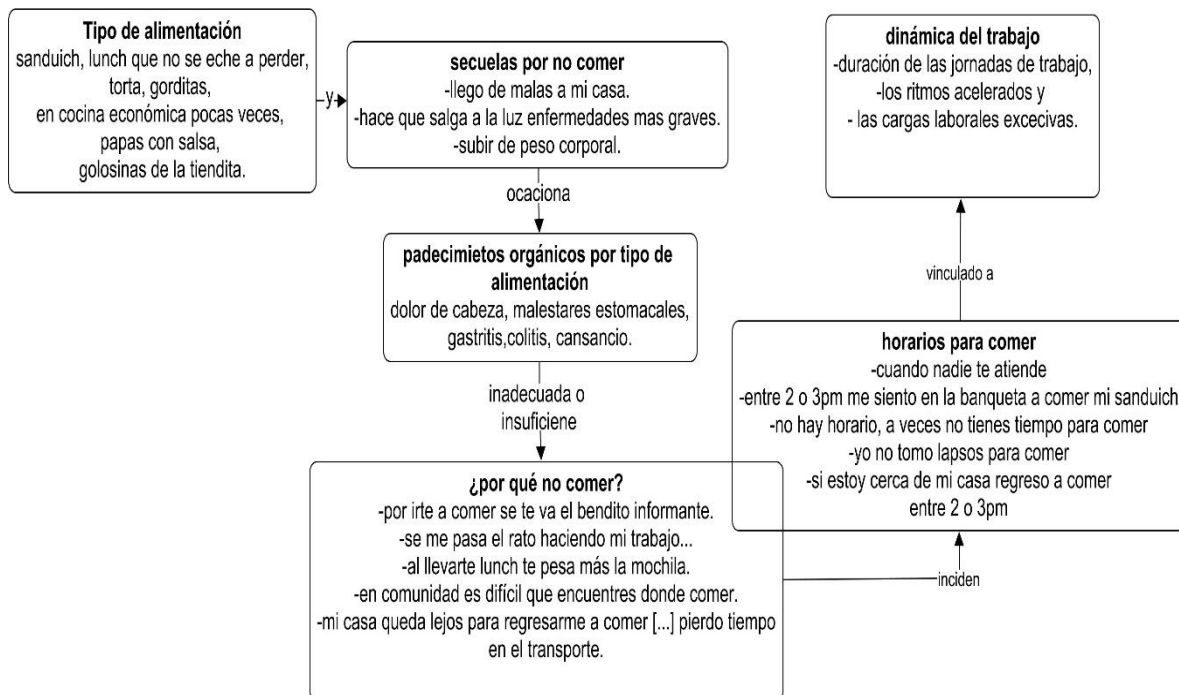 Tipo de alimentación
sanduich, lunch que no se eche a perder,
torta, gorditas,
en cocina económica pocas veces,
papas con salsa,
golosinas de la tiendita.
y
secuelas por no comer
-llego de malas a mi casa.
-hace que salga a la luz enfermedades mas graves.
-subir de peso corporal.
ocaciona
padecimietos orgánicos por tipo de
alimentación
dolor de cabeza, malestares estomacales,
gastritis,colitis, cansancio.
inadecuada o
insuficiene
¿por qué no comer?
-por irte a comer se te va el bendito informante.
-se me pasa el rato haciendo mi trabajo...
-al llevarte lunch te pesa más la mochila.
-en comunidad es difícil que encuentres donde comer.
-mi casa queda lejos para regresarme a comer [...] pierdo tiempo
en el transporte.
inciden
horarios para comer
-cuando nadie te atiende
-entre 2 o 3pm me siento en la banqueta a comer mi sanduich
-no hay horario, a veces no tienes tiempo para comer
-yo no tomo lapsos para comer
-si estoy cerca de mi casa regreso a comer
entre 2 o 3pm
vinculado a
dinámica del trabajo
-duración de las jornadas de trabajo,
-los ritmos acelerados y
- las cargas laborales excecivas.